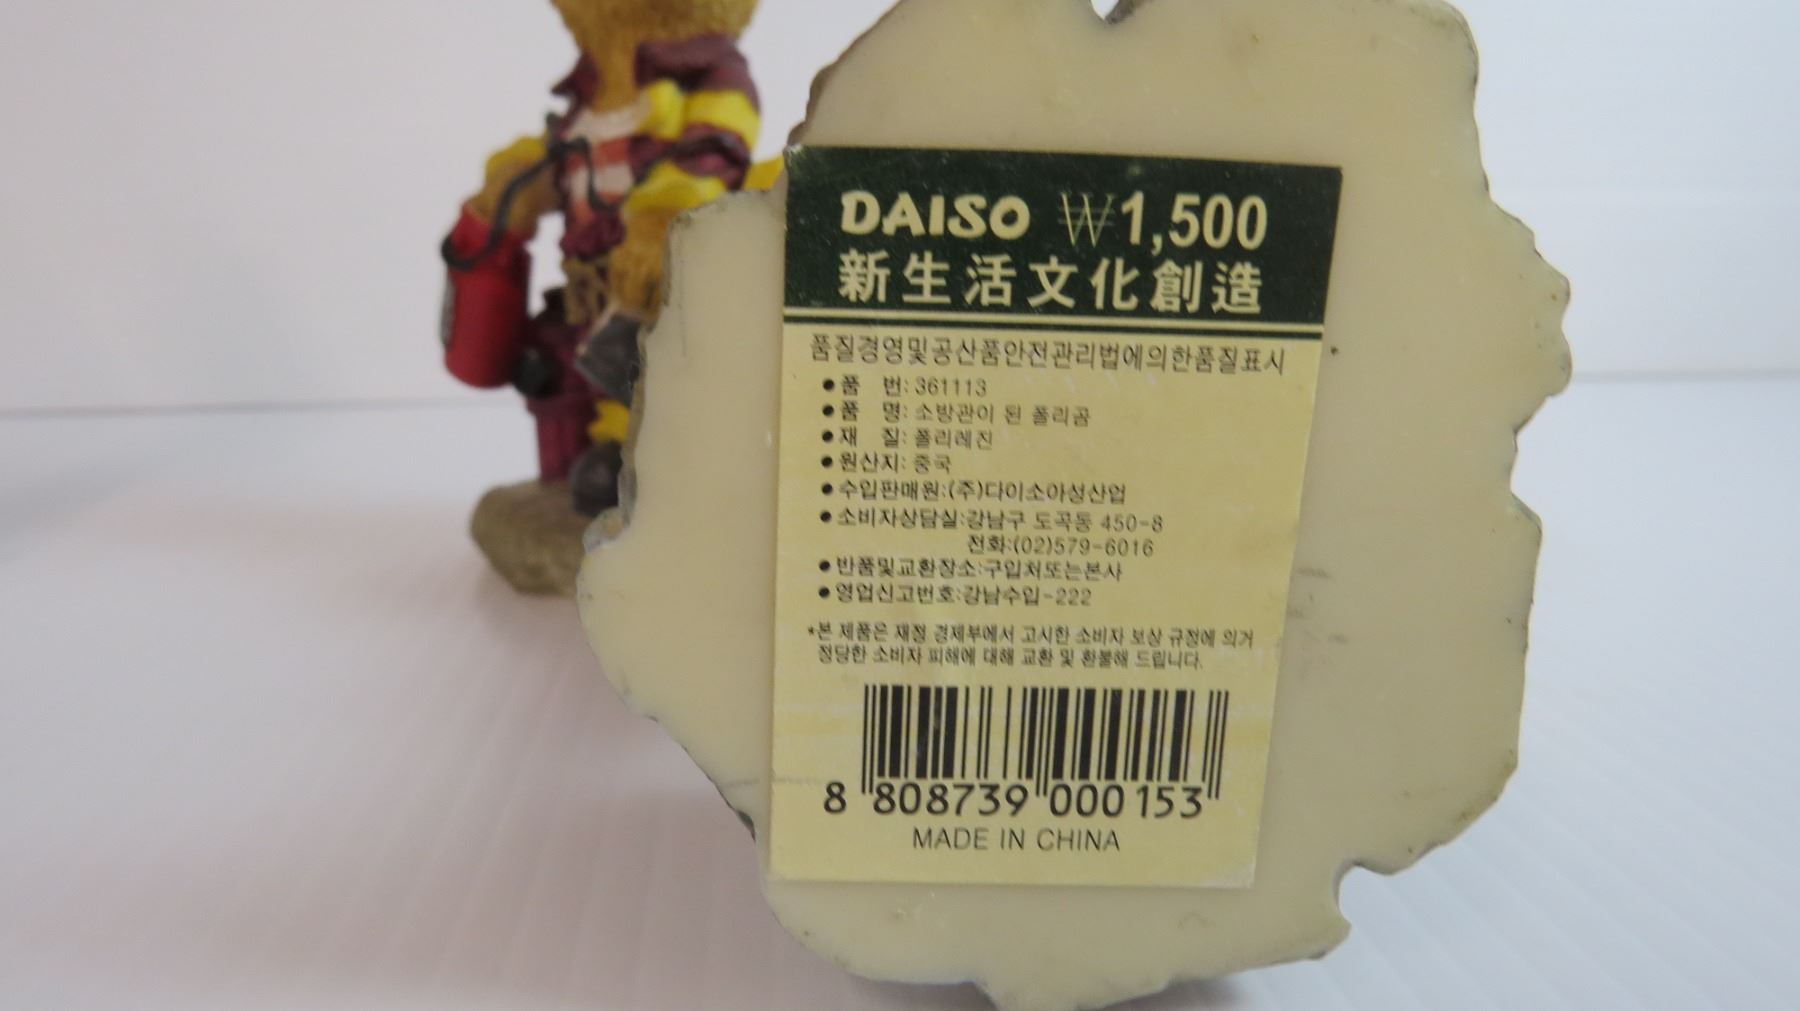 DAISO ₩1,500
新生活文化創造
품질경영및공산품안전관리법에의한품질표시
●품 번: 361113
●품 명: 소방관이 된 폴리곰
●재 질: 폴리레진
●원산지: 중국
●수입판매원:(주)다이소아성산업
●소비자상담실:강남구 도곡동 450-8
전화:(02)579-6016
●반품및교환장소:구입처또는본사
●영업신고번호:강남수입-222
*본 제품은 재정 경제부에서 고시한 소비자 보상 규정에 의거
정당한 소비자 피해에 대해 교환 및 환불해 드립니다.
8 808739 000153
MADE IN CHINA